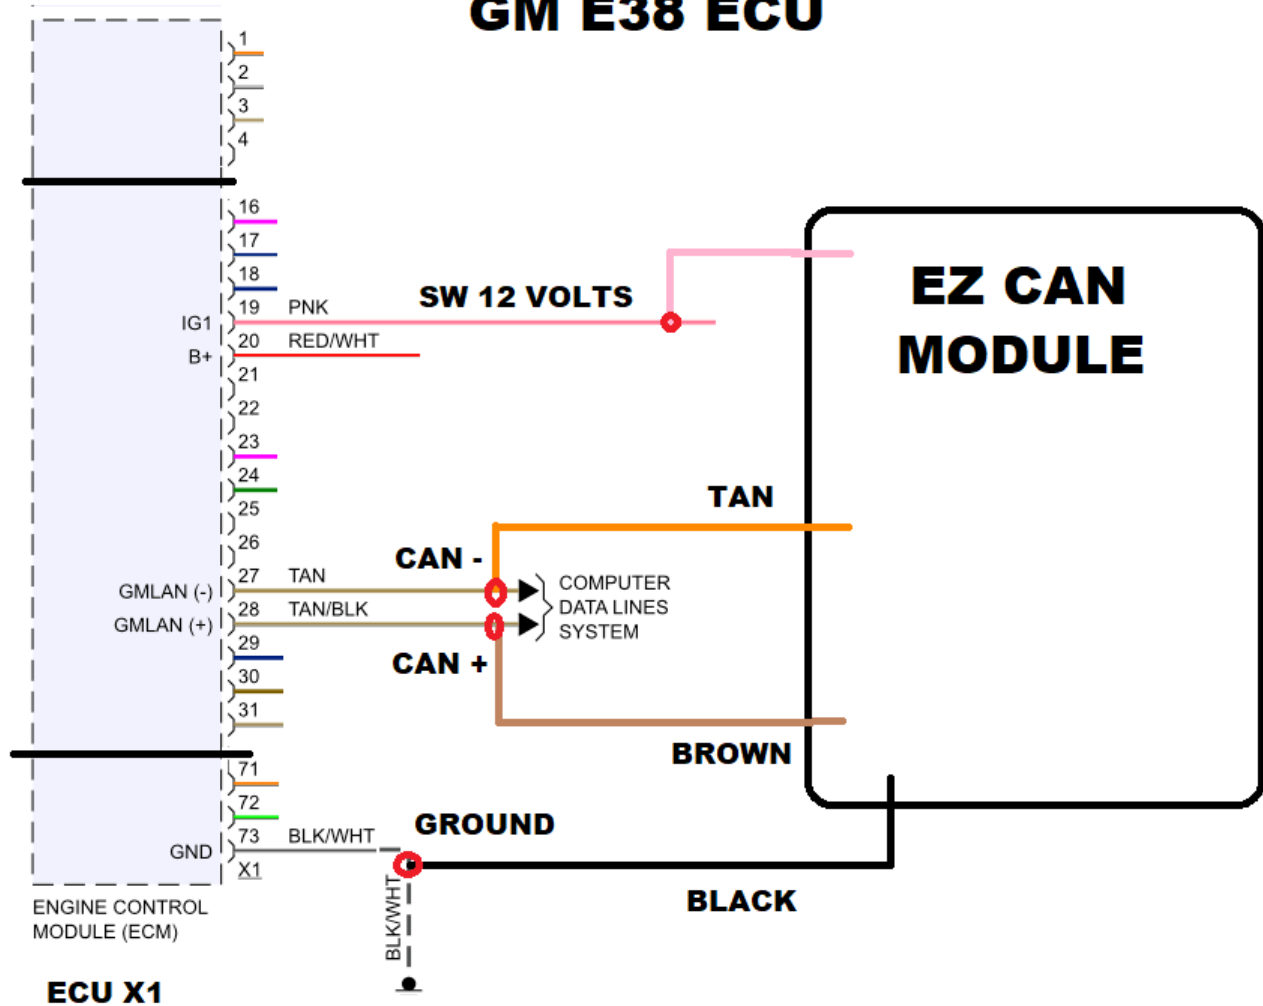 GM E38 ECU
1
2
3
4
16
17
18
IG1 19 PNK SW 12 VOLTS
B+ 20 RED/WHT
21
22
23
24
25
26
GMLAN (-) 27 TAN
GMLAN (+) 28 TAN/BLK
29
30
31
71
72
GND 73 BLK/WHT
X1
ENGINE CONTROL
MODULE (ECM)
ECU X1
EZ CAN
MODULE
TAN
CAN -
COMPUTER
DATA LINES
SYSTEM
CAN +
BROWN
GROUND
BLACK
BLK/WHT